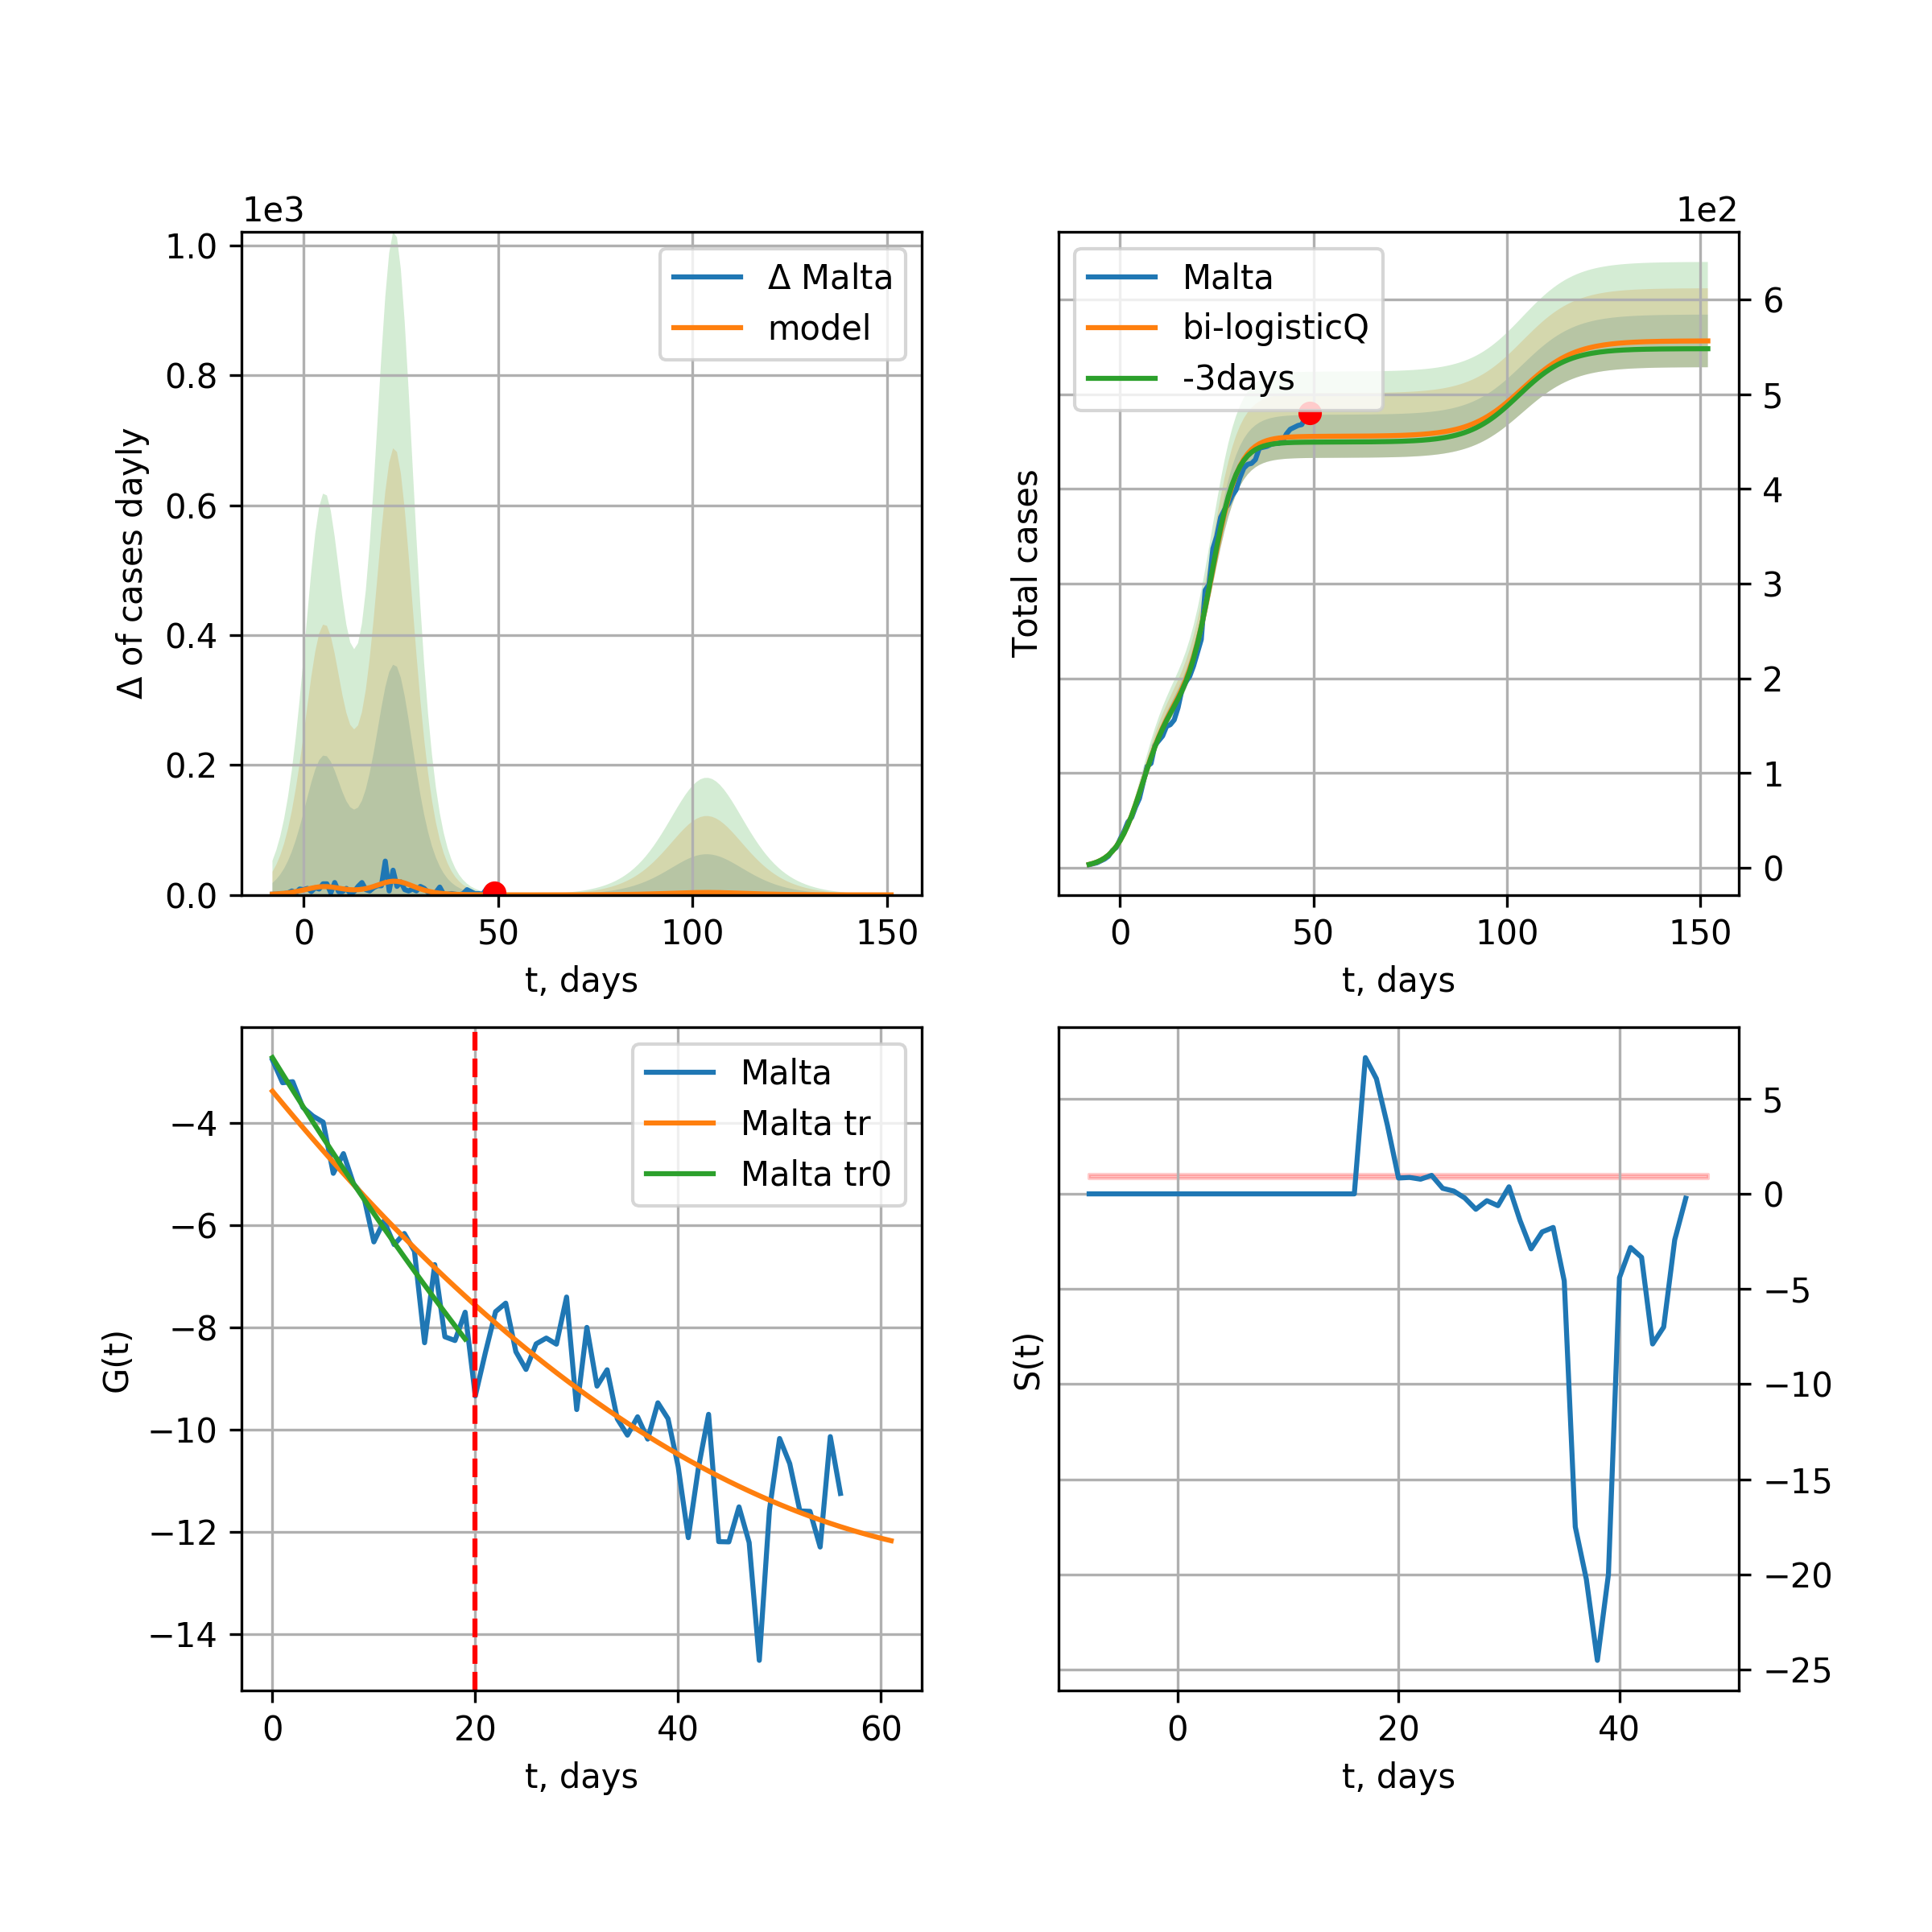 1e3
Δ Malta
model
Δ of cases dayly
1.0
0.8
0.6
0.4
0.2
0.0
0 50 100 150
t, days
1e2
Malta
bi-logisticQ
-3days
Total cases
6
5
4
3
2
1
0
0 50 100 150
t, days
Malta
Malta tr
Malta tr0
G(t)
−4
−6
−8
−10
−12
−14
0 20 40 60
t, days
S(t)
5
0
−5
−10
−15
−20
−25
0 20 40
t, days